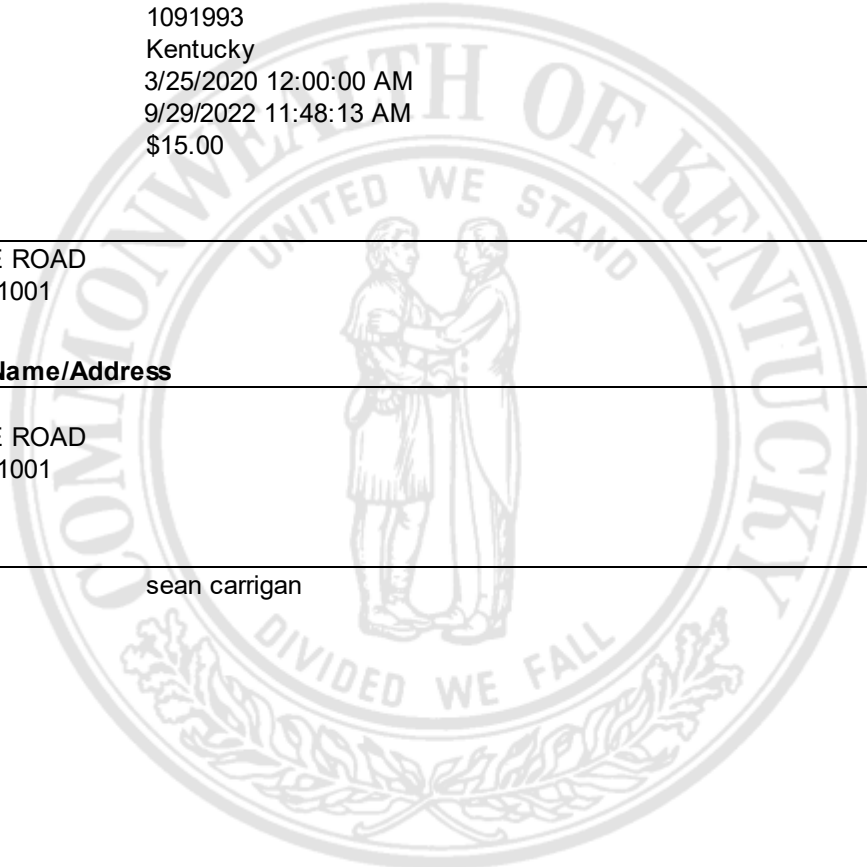 1091993
Kentucky
3/25/2020 12:00:00 AM
9/29/2022 11:48:13 AM
$15.00
COMMONWEALTH OF KENTUCKY
UNITED WE STAND
E ROAD
1001
Name/Address
E ROAD
1001
sean carrigan
DIVIDED WE FALL